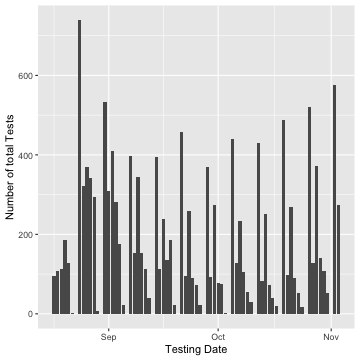 600
400
200
0
Number of total Tests
Sep
Oct
Nov
Testing Date